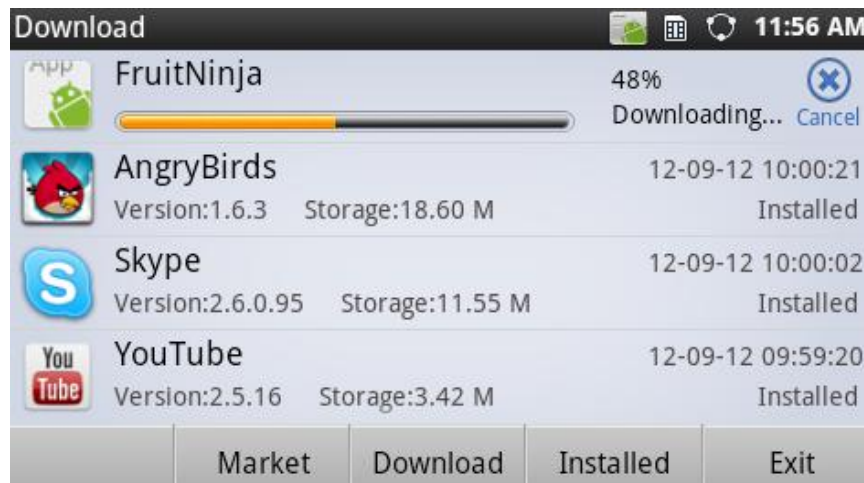 Download 11:56 AM
App
FruitNinja 48%
Downloading... Cancel
AngryBirds 12-09-12 10:00:21
Version:1.6.3 Storage:18.60 M Installed
S
Skype 12-09-12 10:00:02
Version:2.6.0.95 Storage:11.55 M Installed
You
Tube
YouTube 12-09-12 09:59:20
Version:2.5.16 Storage:3.42 M Installed
Market Download Installed Exit